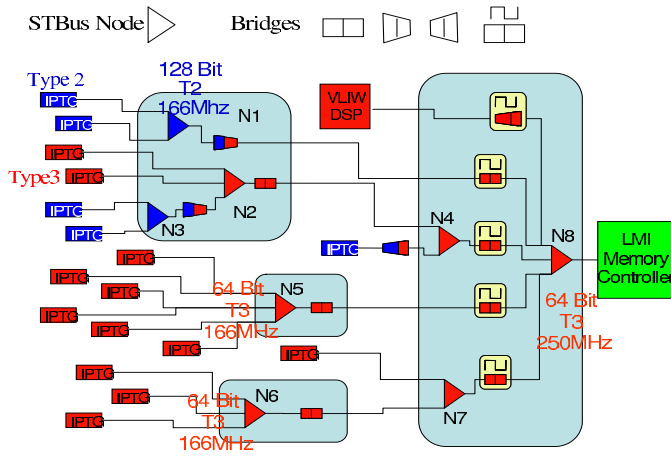 STBus Node
Bridges
Type 2
128 Bit
T2
166Mhz
N1
VLIW
DSP
IPTG
IPTG
IPTG
Type3
IPTG
IPTG
IPTG
N3
N2
IPTG
N4
N8
LMI
Memory
Controller
IPTG
IPTG
IPTG
IPTG
IPTG
IPTG
64 Bit
T3
166MHz
N5
64 Bit
T3
250MHz
IPTG
IPTG
IPTG
IPTG
64 Bit
T3
166MHz
N6
N7